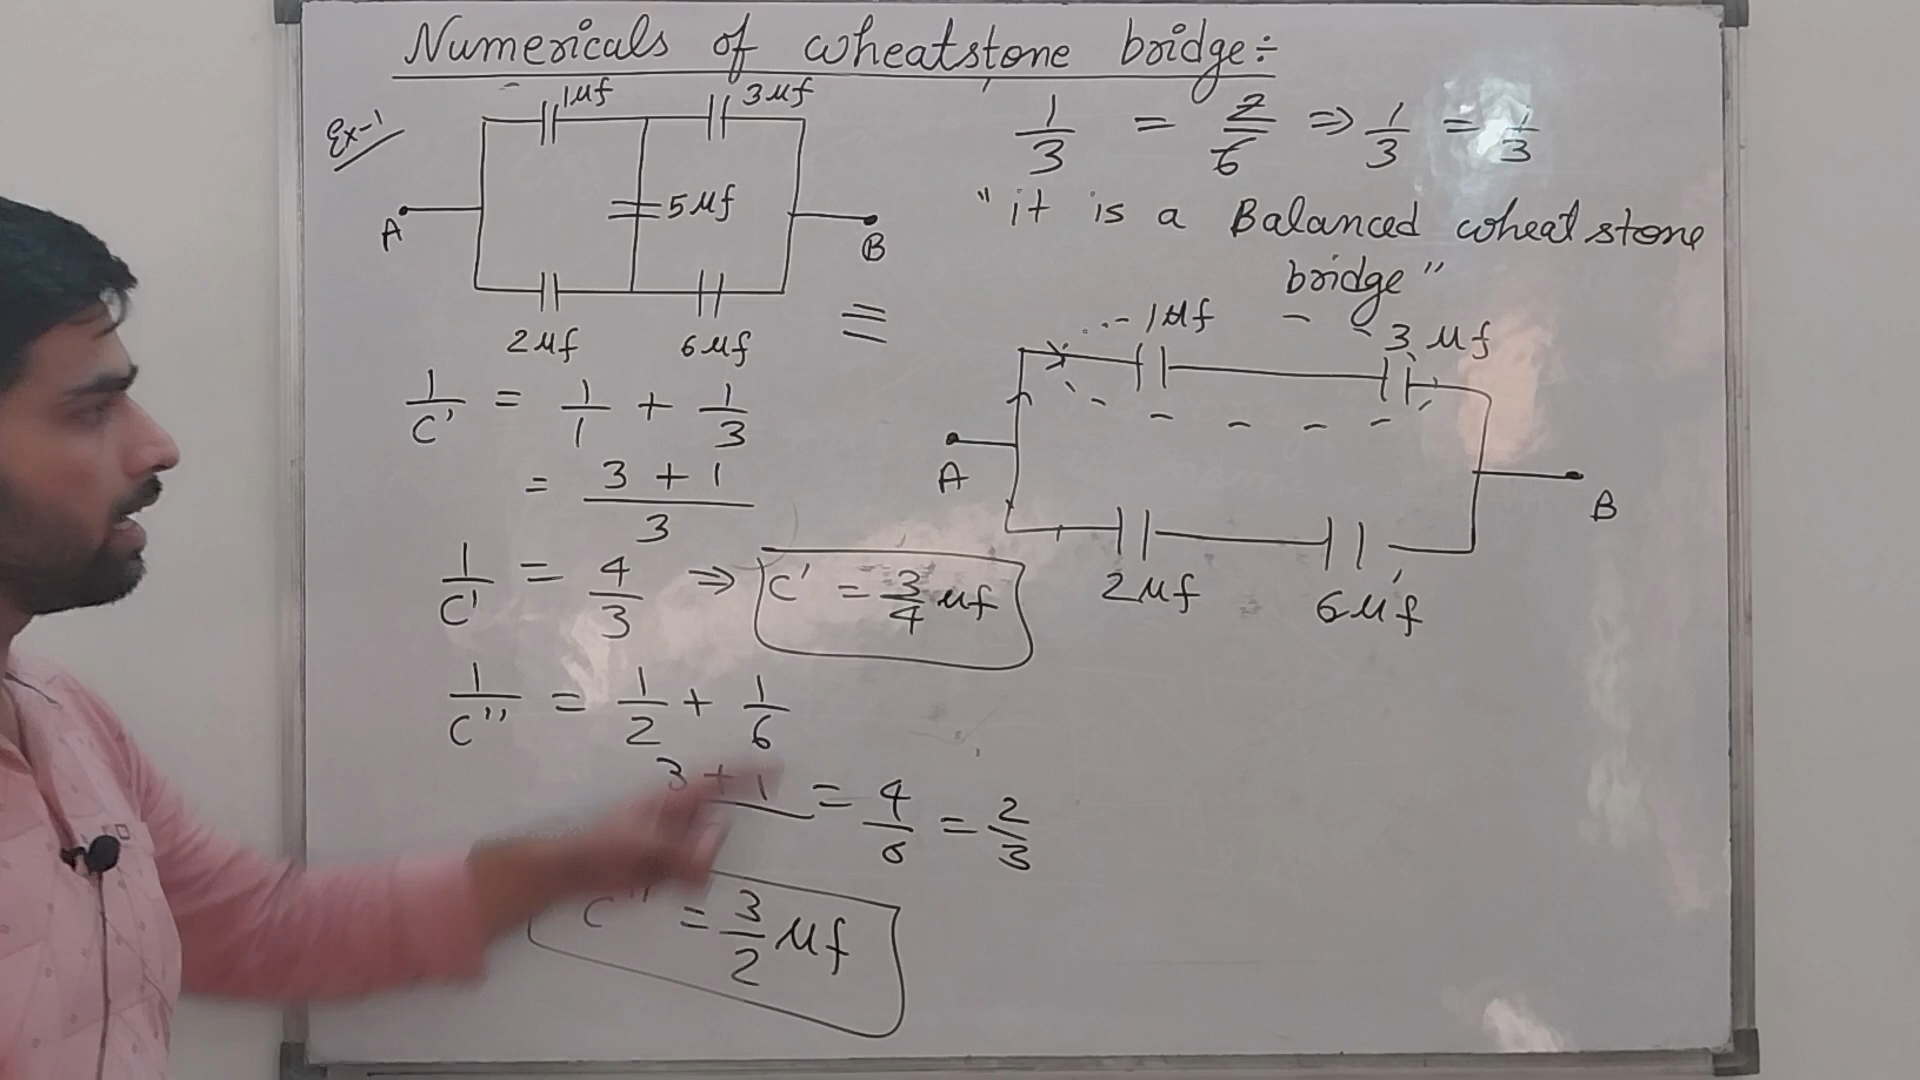 Numericals of wheatstone bridge:-
Ex-1
1μf 3μf
5μf
A B
2μf 6μf
1/3 = 2/6 ⇒ 1/3 = 1/3
"it is a Balanced wheatstone
bridge"
≡
1μf 3μf
A B
2μf 6μf
1/C' = 1/1 + 1/3
= 3+1/3
1/C' = 4/3 ⇒ C' = 3/4 μf
1/C'' = 1/2 + 1/6
3+1 = 4/6 = 2/3
C'' = 3/2 μf